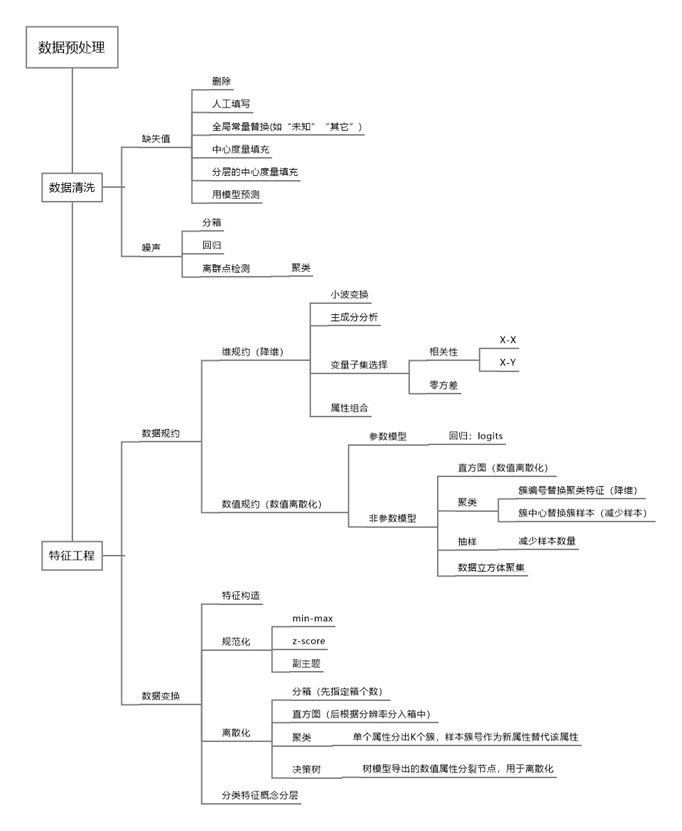 数据预处理
数据清洗
缺失值
删除
人工填写
全局常量替换(如“未知”“其它”)
中心度量填充
分层的中心度量填充
用模型预测
噪声
分箱
回归
离群点检测
聚类
特征工程
数据规约
维规约（降维）
小波变换
主成分分析
变量子集选择
相关性
X-X
X-Y
零方差
属性组合
数值规约（数值离散化）
参数模型
回归；logits
非参数模型
直方图（数值离散化）
聚类
簇编号替换聚类特征（降维）
簇中心替换簇样本（减少样本）
抽样
减少样本数量
数据立方体聚集
数据变换
特征构造
规范化
min-max
z-score
副主题
离散化
分箱（先指定箱个数）
直方图（后根据分辨率分入箱中）
聚类
单个属性分出K个簇，样本簇号作为新属性替代该属性
决策树
树模型导出的数值属性分裂节点，用于离散化
分类特征概念分层